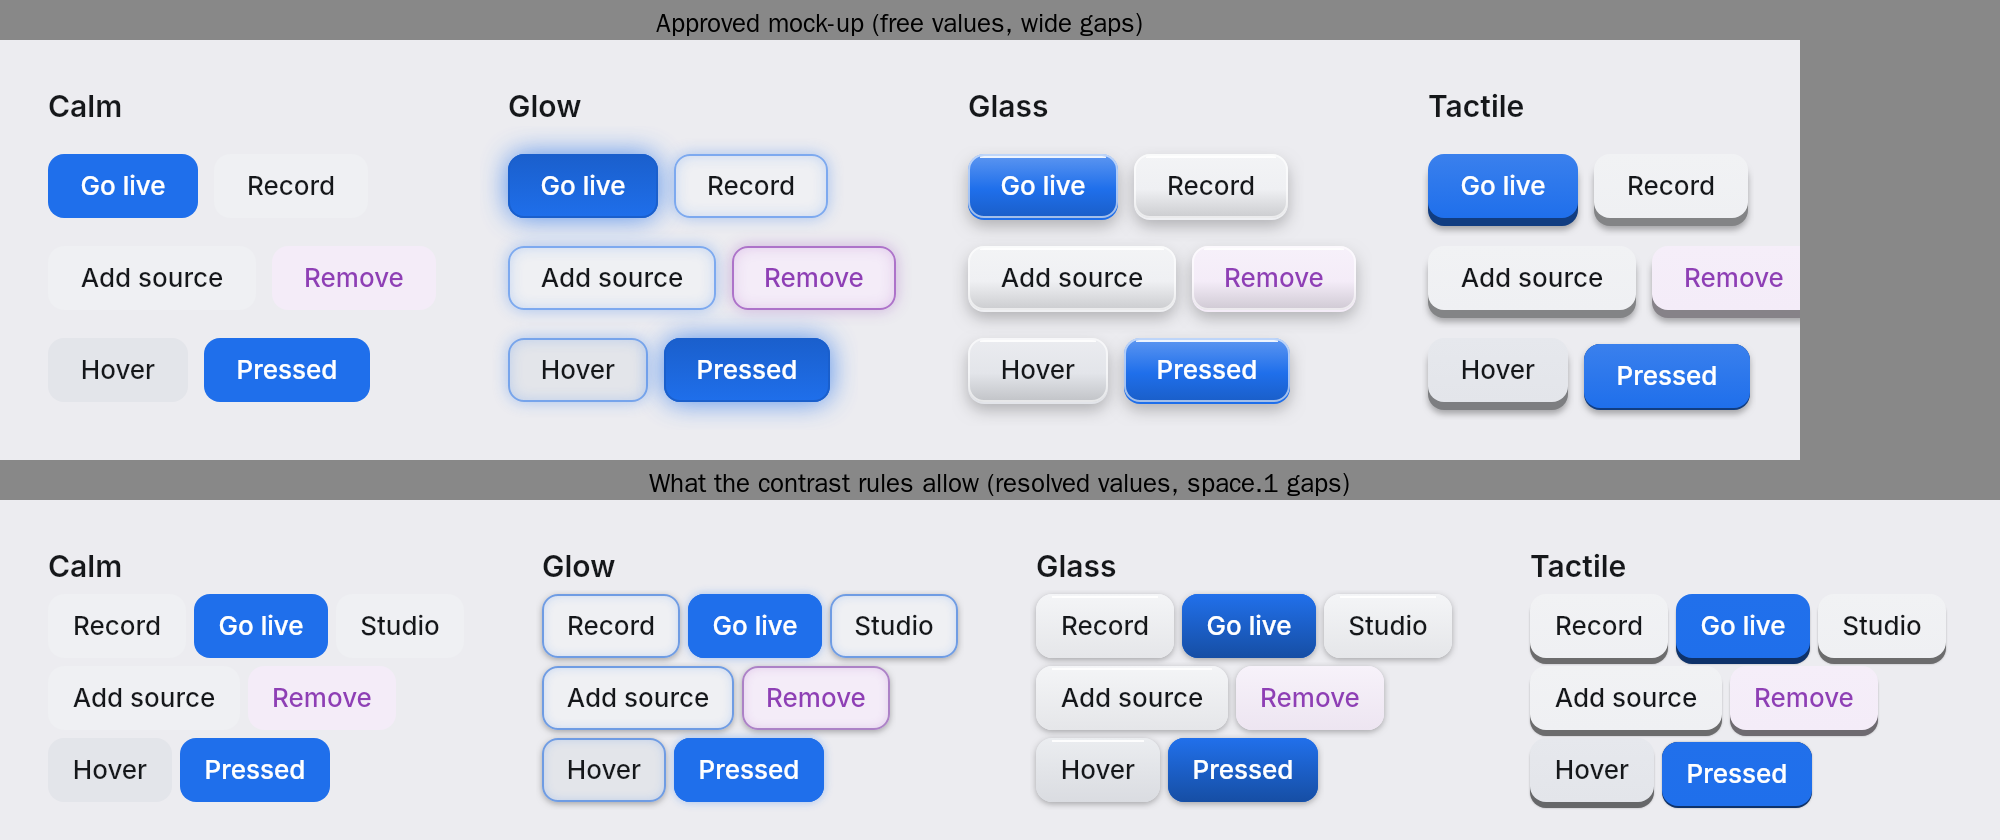 Approved mock-up (free values, wide gaps)
Calm Glow Glass Tactile
Go live Record Go live Record Go live Record Go live Record
Add source Remove Add source Remove Add source Remove Add source Remove
Hover Pressed Hover Pressed Hover Pressed Hover Pressed
What the contrast rules allow (resolved values, space.1 gaps)
Calm Glow Glass Tactile
Record Go live Studio Record Go live Studio Record Go live Studio Record Go live Studio
Add source Remove Add source Remove Add source Remove Add source Remove
Hover Pressed Hover Pressed Hover Pressed Hover Pressed